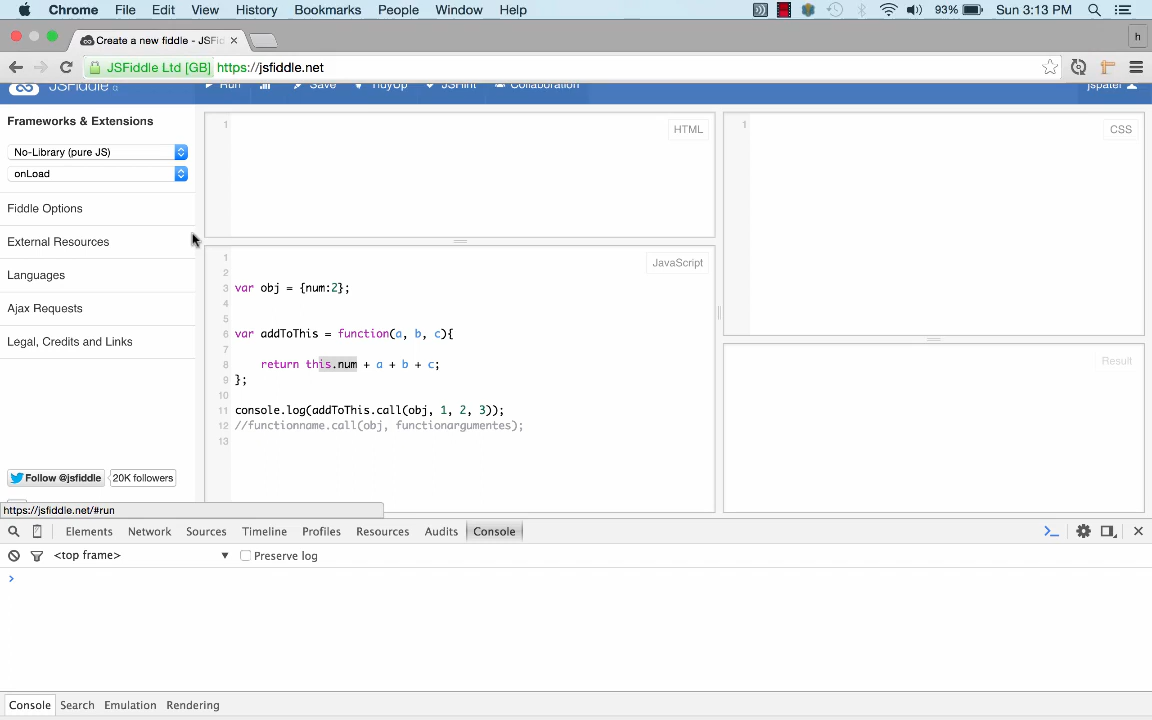 Chrome File Edit View History Bookmarks People Window Help 93% Sun 3:13 PM
Create a new fiddle - JSFid
h
JSFiddle Ltd [GB] https://jsfiddle.net
JSFiddle α Run Save TidyUp JSHint Collaboration jspatel
Frameworks & Extensions
No-Library (pure JS)
onLoad
Fiddle Options
External Resources
Languages
Ajax Requests
Legal, Credits and Links
Follow @jsfiddle 20K followers
https://jsfiddle.net/#run
1 HTML
1 CSS
JavaScript
Result
1
2
3 var obj = {num:2};
4
5
6 var addToThis = function(a, b, c){
7
8 return this.num + a + b + c;
9 };
10
11 console.log(addToThis.call(obj, 1, 2, 3));
12 //functionname.call(obj, functionargumentes);
13
Elements Network Sources Timeline Profiles Resources Audits Console
<top frame> ▼ Preserve log
>
Console Search Emulation Rendering